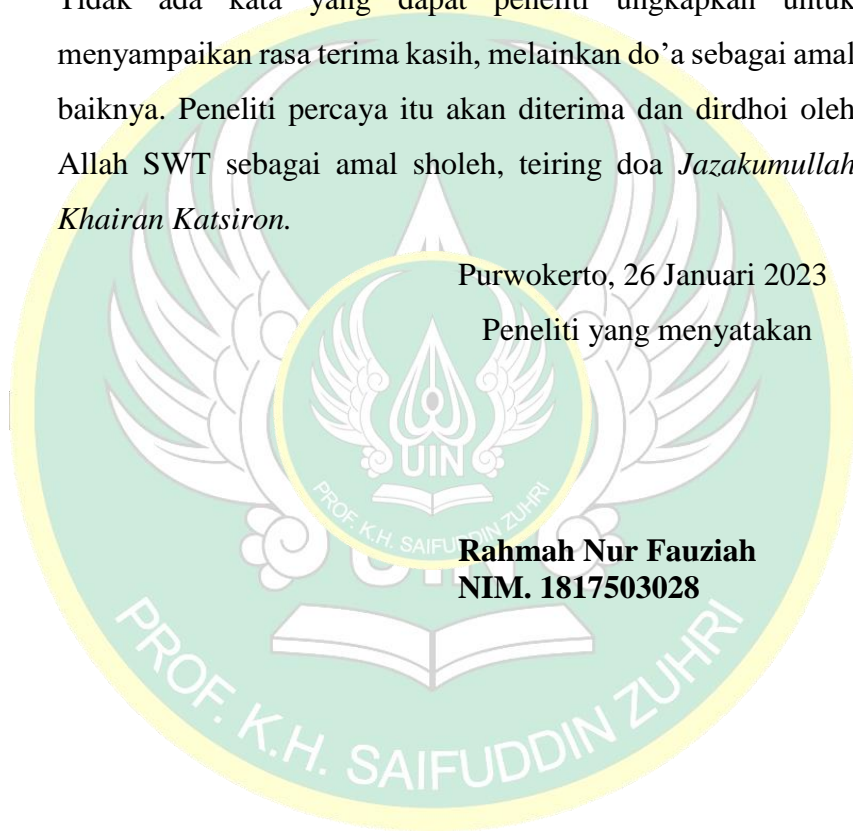 Tidak ada kata yang dapat peneliti ungkapkan untuk
menyampaikan rasa terima kasih, melainkan do’a sebagai amal
baiknya. Peneliti percaya itu akan diterima dan dirdhoi oleh
Allah SWT sebagai amal sholeh, teiring doa Jazakumullah
Khairan Katsiron.
Purwokerto, 26 Januari 2023
Peneliti yang menyatakan
UIN
PROF. K.H. SAIFUDDIN ZUHRI
Rahmah Nur Fauziah
NIM. 1817503028
UIN
PROF. K.H. SAIFUDDIN ZUHRI